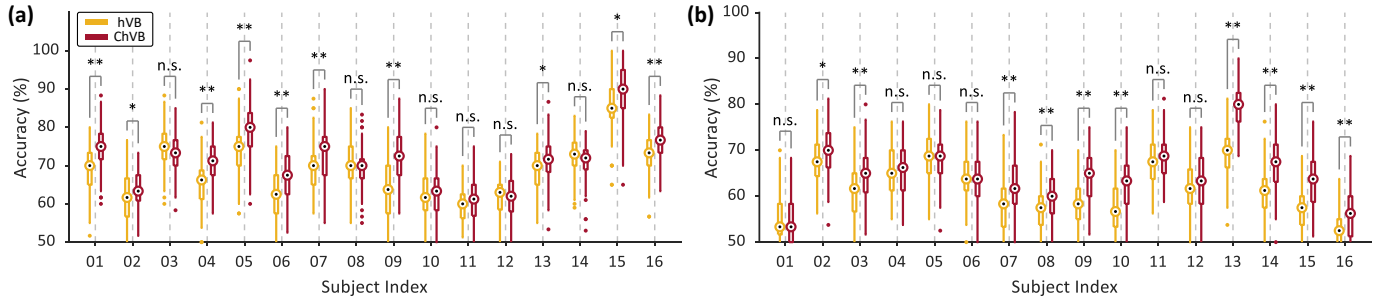 (a)
hVB
ChVB
Accuracy (%)
100
90
80
70
60
50
** * n.s. ** ** ** ** n.s. ** n.s. n.s. n.s. * n.s. * **
01 02 03 04 05 06 07 08 09 10 11 12 13 14 15 16
Subject Index
(b)
Accuracy (%)
100
90
80
70
60
50
n.s. * ** n.s. n.s. n.s. ** ** ** ** n.s. n.s. ** ** ** **
01 02 03 04 05 06 07 08 09 10 11 12 13 14 15 16
Subject Index